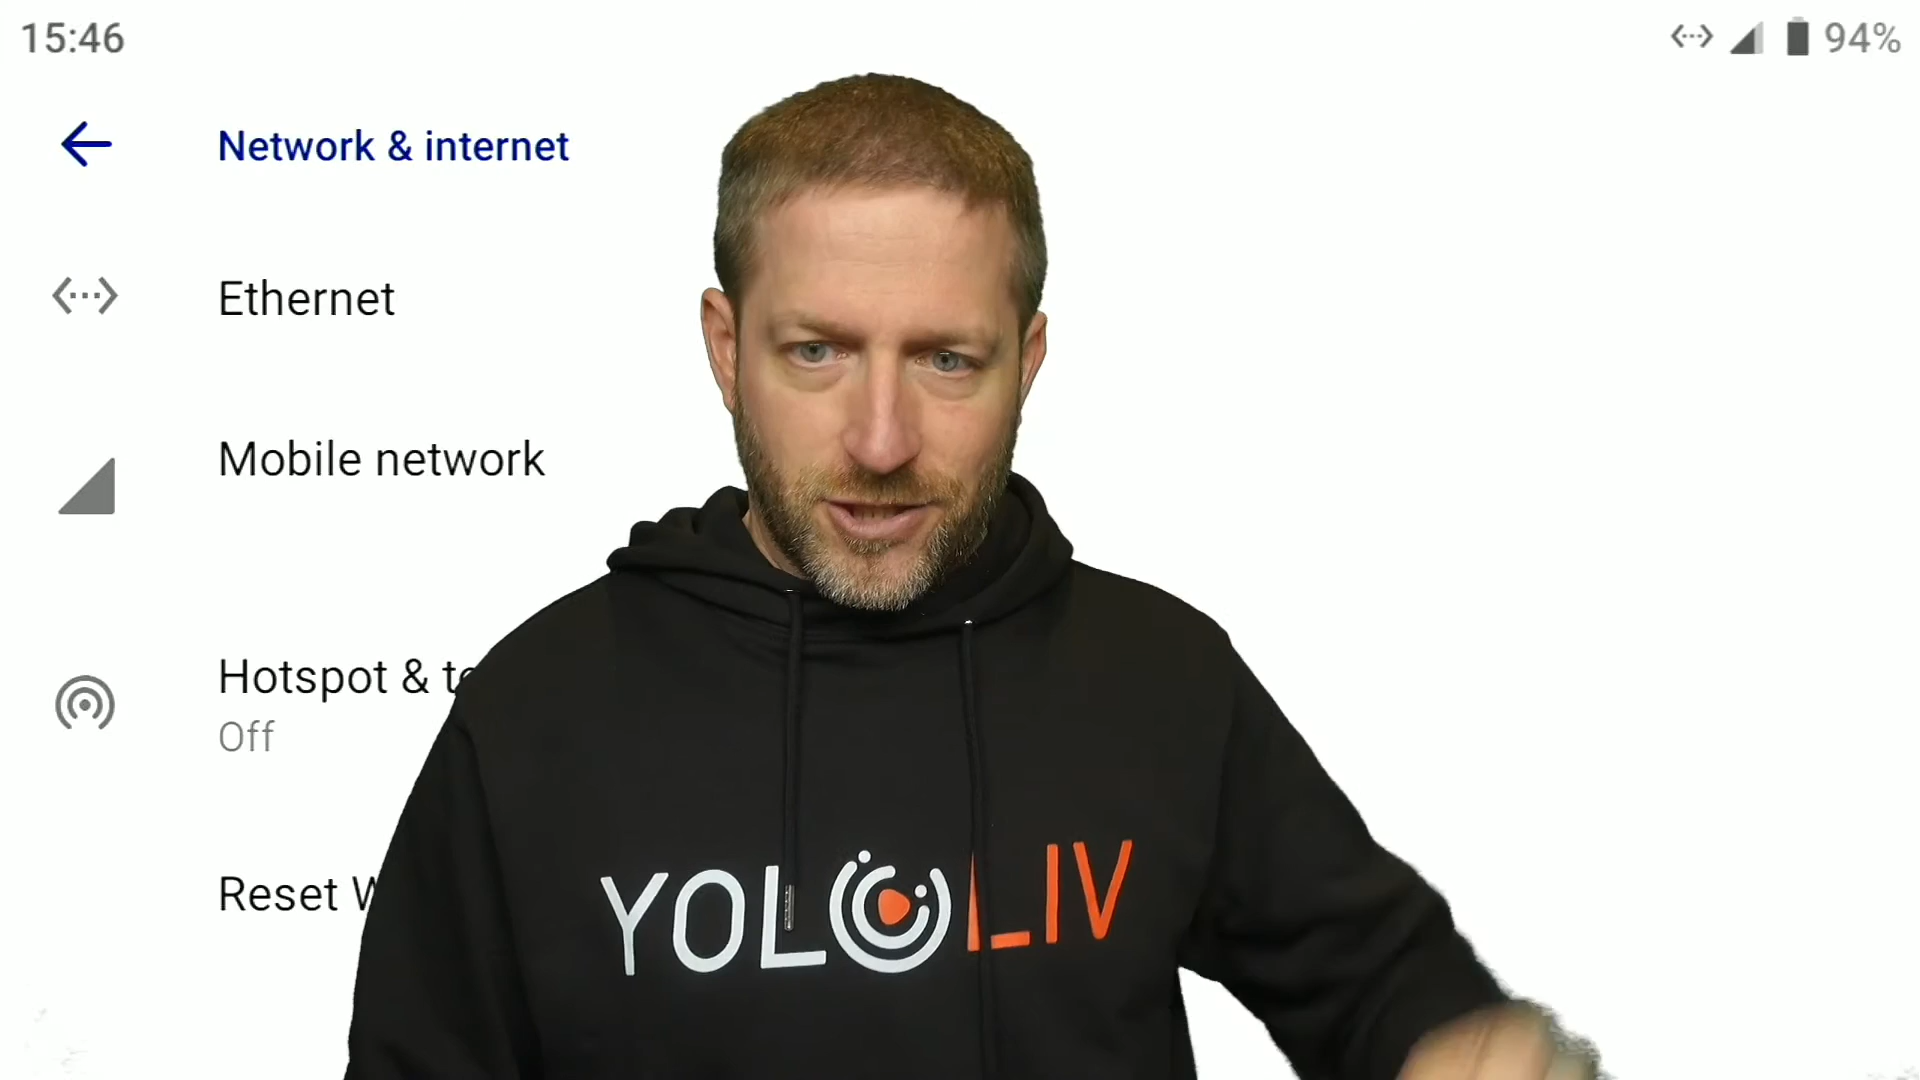 15:46
94%
Network & internet
Ethernet
Mobile network
Hotspot &
Off
Reset
YOLOLIV